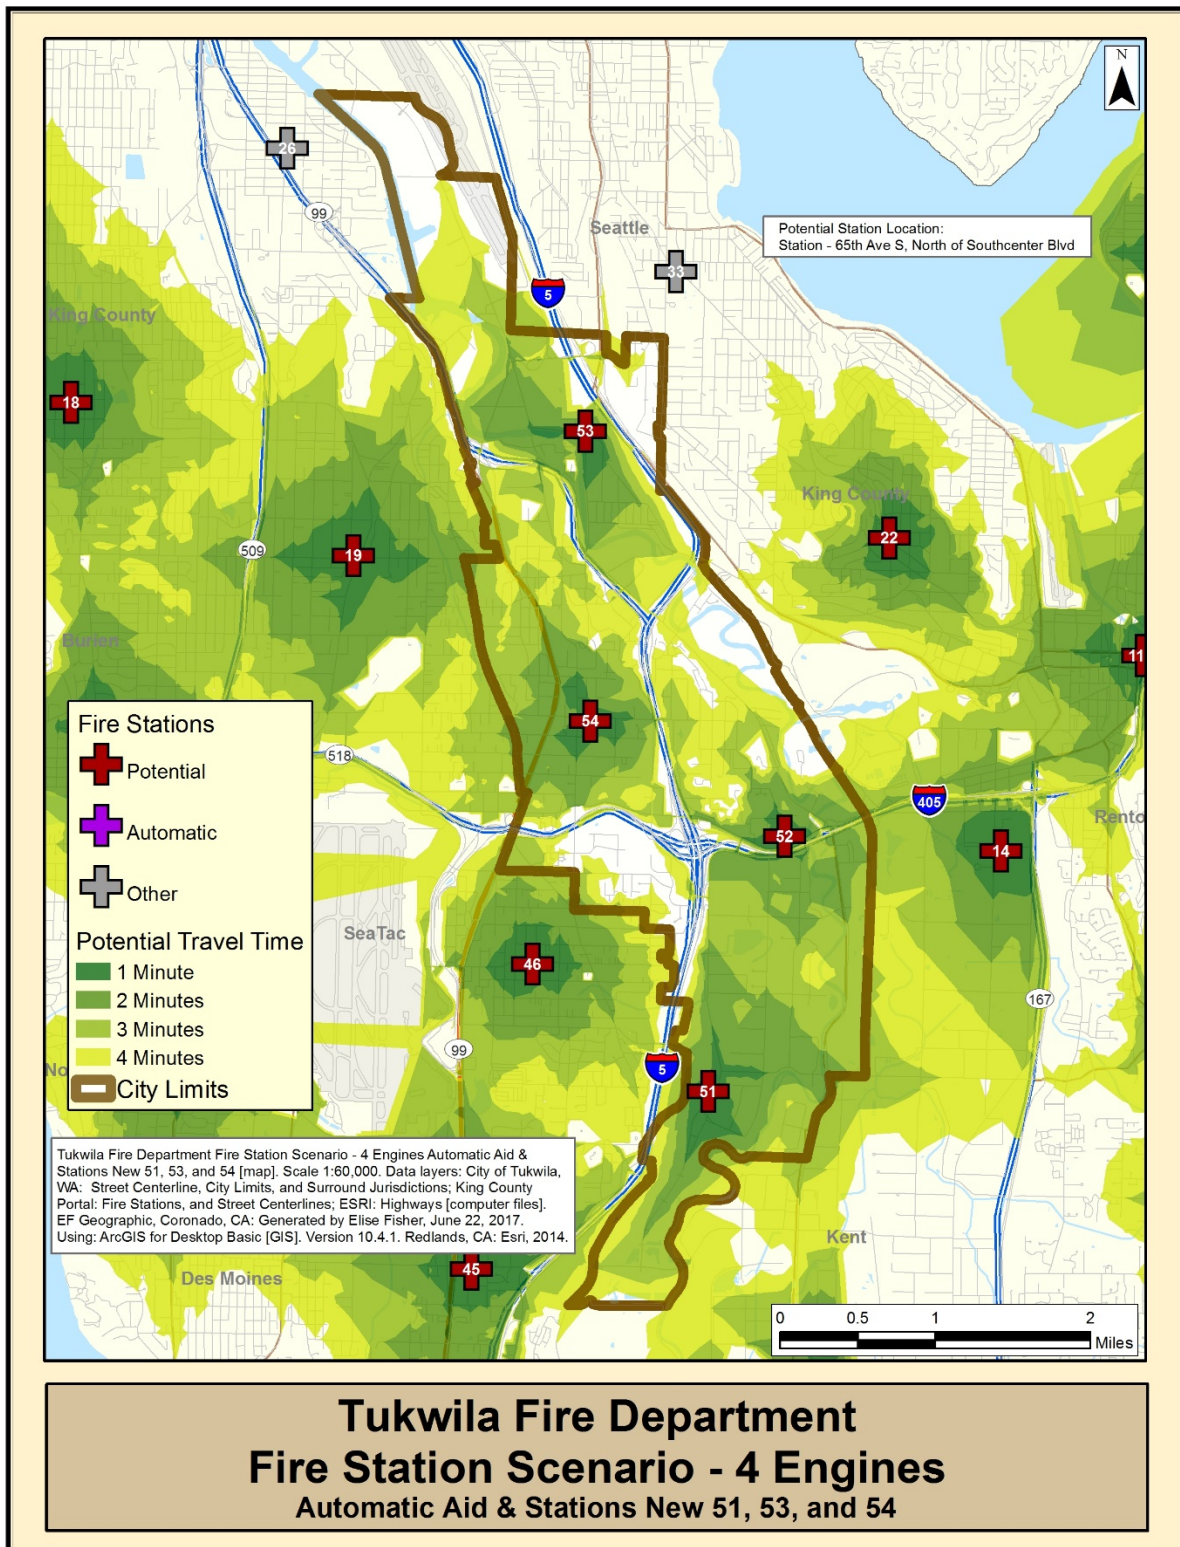 N
26
99
Seattle
33
Potential Station Location:
Station - 65th Ave S, North of Southcenter Blvd
5
King County
18
53
King County
22
509
19
Burien
11
54
518
405
Rento
52
14
SeaTac
46
167
99
No
5
51
Kent
Des Moines
45
Fire Stations
Potential
Automatic
Other
Potential Travel Time
1 Minute
2 Minutes
3 Minutes
4 Minutes
City Limits
Tukwila Fire Department Fire Station Scenario - 4 Engines Automatic Aid &
Stations New 51, 53, and 54 [map]. Scale 1:60,000. Data layers: City of Tukwila,
WA: Street Centerline, City Limits, and Surround Jurisdictions; King County
Portal: Fire Stations, and Street Centerlines; ESRI: Highways [computer files].
EF Geographic, Coronado, CA: Generated by Elise Fisher, June 22, 2017.
Using: ArcGIS for Desktop Basic [GIS]. Version 10.4.1. Redlands, CA: Esri, 2014.
0 0.5 1 2
Miles
Tukwila Fire Department
Fire Station Scenario - 4 Engines
Automatic Aid & Stations New 51, 53, and 54